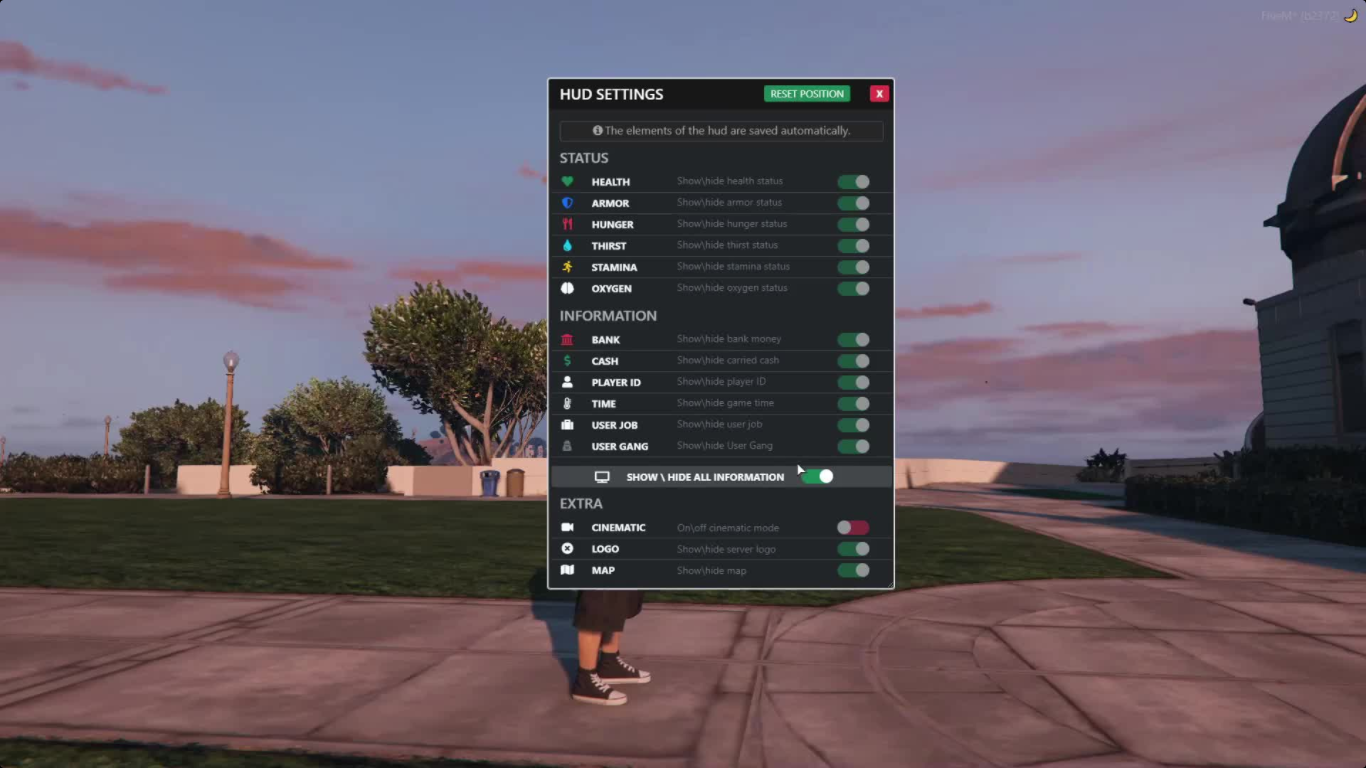 FiveM* (b2372)
HUD SETTINGS
RESET POSITION
X
The elements of the hud are saved automatically.
STATUS
HEALTH Show\hide health status
ARMOR Show\hide armor status
HUNGER Show\hide hunger status
THIRST Show\hide thirst status
STAMINA Show\hide stamina status
OXYGEN Show\hide oxygen status
INFORMATION
BANK Show\hide bank money
CASH Show\hide carried cash
PLAYER ID Show\hide player ID
TIME Show\hide game time
USER JOB Show\hide user job
USER GANG Show\hide User Gang
SHOW \ HIDE ALL INFORMATION
EXTRA
CINEMATIC On\off cinematic mode
LOGO Show\hide server logo
MAP Show\hide map